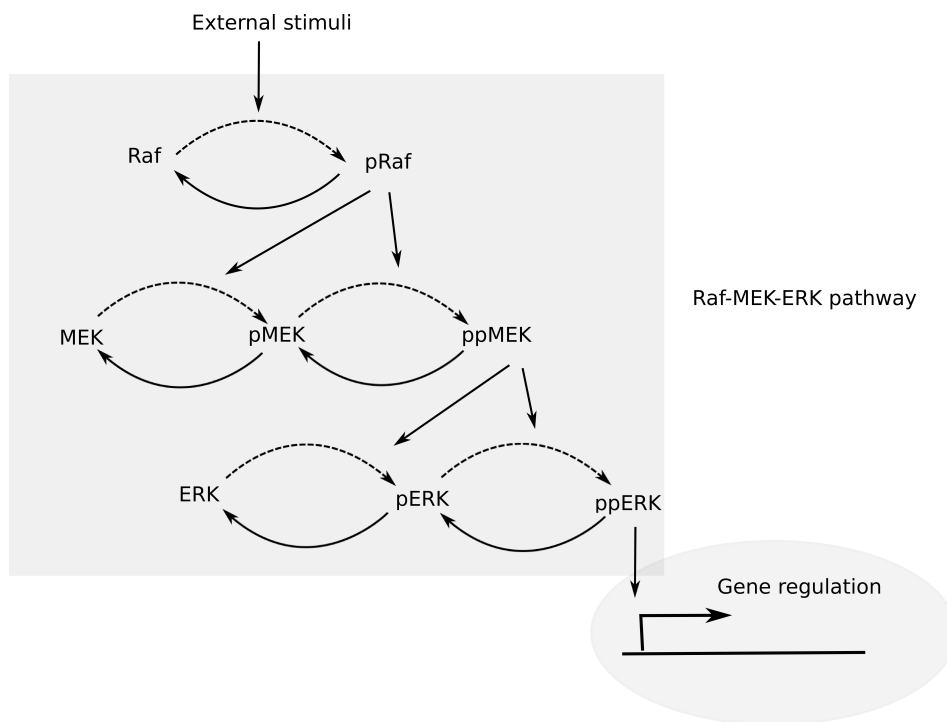 External stimuli
Raf
pRaf
Raf-MEK-ERK pathway
MEK
pMEK
ppMEK
ERK
pERK
ppERK
Gene regulation